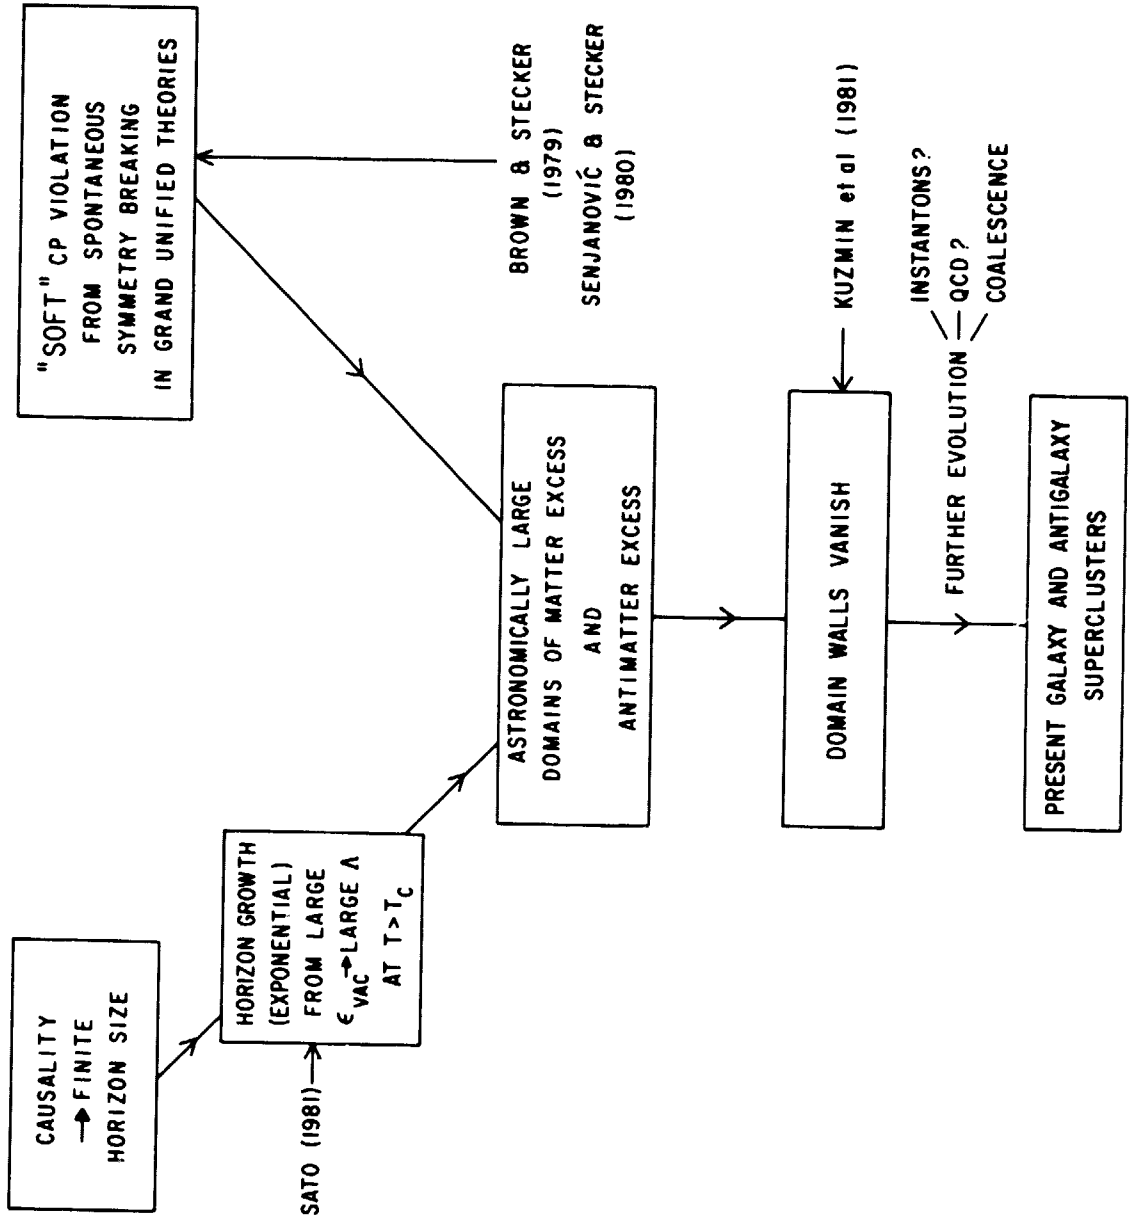 CAUSALITY
→ FINITE
HORIZON SIZE
"SOFT" CP VIOLATION
FROM SPONTANEOUS
SYMMETRY BREAKING
IN GRAND UNIFIED THEORIES
SATO (1981)
HORIZON GROWTH
(EXPONENTIAL)
FROM LARGE
ϵVAC→LARGE Λ
AT T>TC
BROWN & STECKER
(1979)
SENJANOVIĆ & STECKER
(1980)
ASTRONOMICALLY LARGE
DOMAINS OF MATTER EXCESS
AND
ANTIMATTER EXCESS
DOMAIN WALLS VANISH
KUZMIN et al (1981)
FURTHER EVOLUTION
INSTANTONS?
QCD?
COALESCENCE
PRESENT GALAXY AND ANTIGALAXY
SUPERCLUSTERS